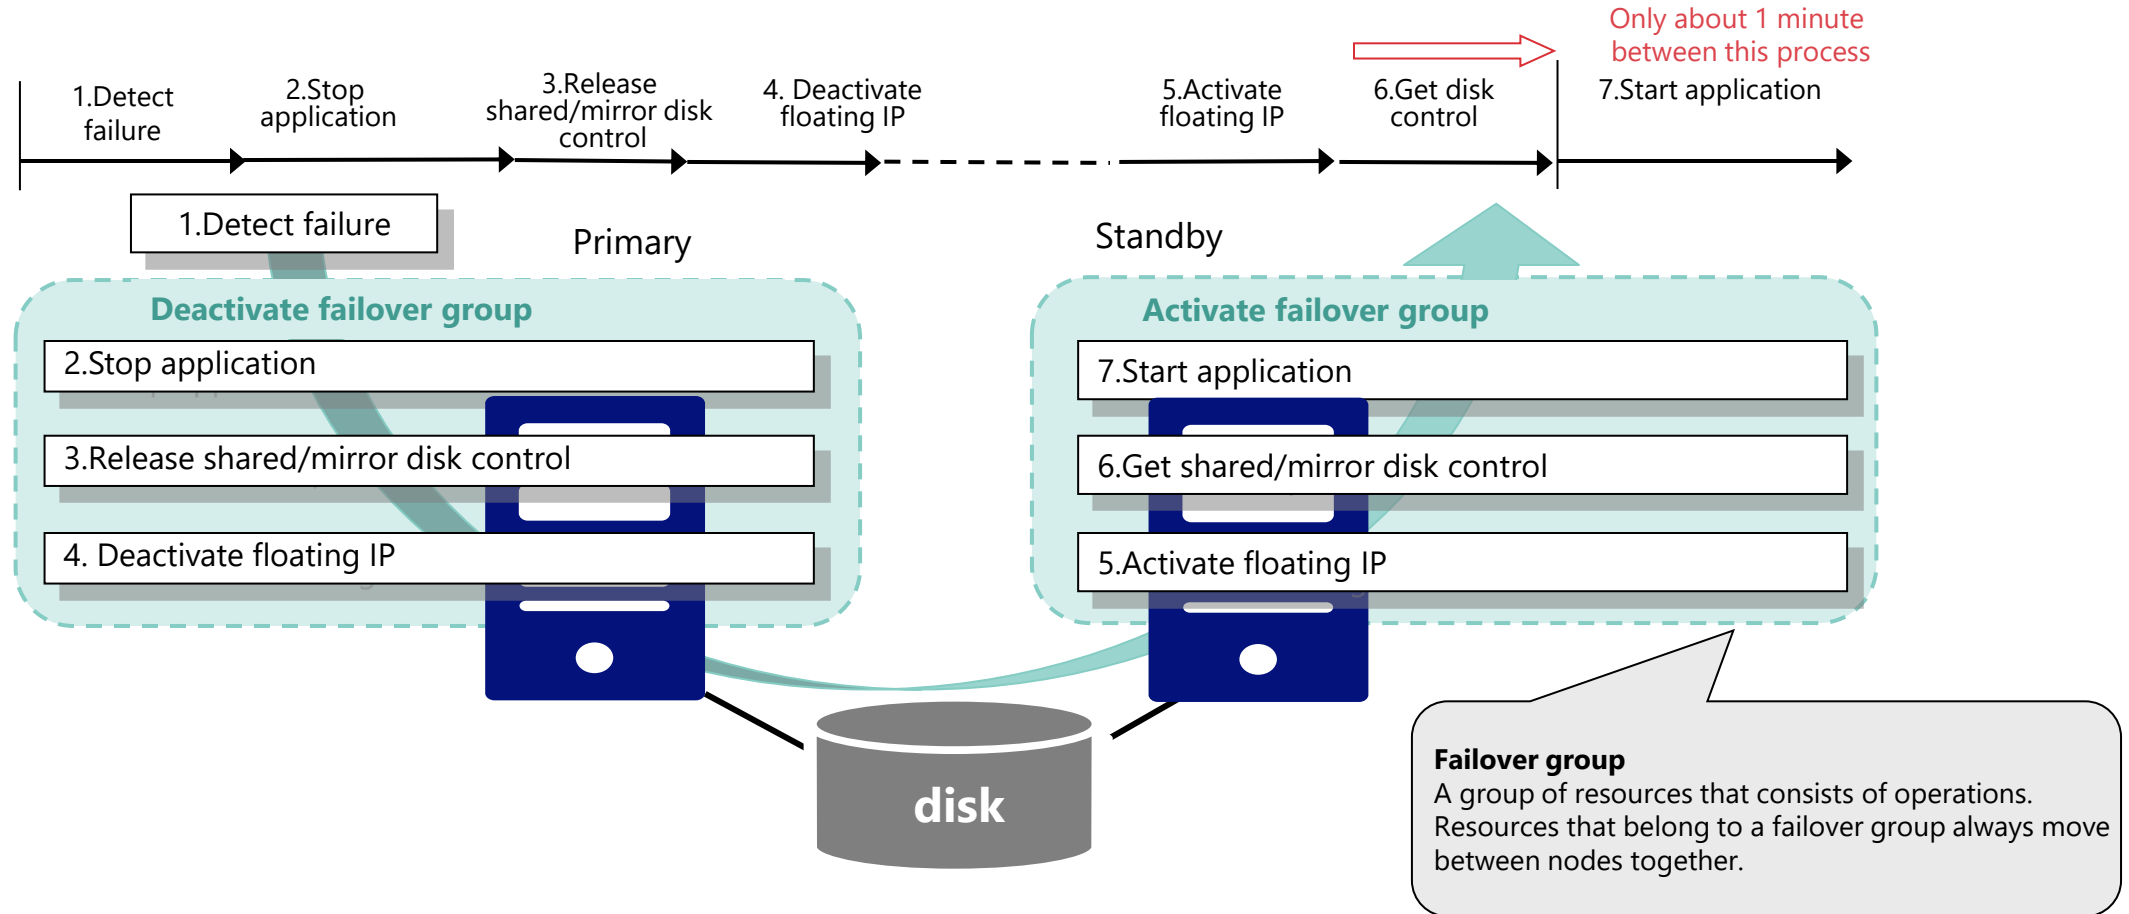 Only about 1 minute
between this process
1.Detect
failure
2.Stop
application
3.Release
shared/mirror disk
control
4. Deactivate
floating IP
5.Activate
floating IP
6.Get disk
control
7.Start application
1.Detect failure
Primary
Standby
Deactivate failover group
2.Stop application
3.Release shared/mirror disk control
4. Deactivate floating IP
Activate failover group
7.Start application
6.Get shared/mirror disk control
5.Activate floating IP
disk
Failover group
A group of resources that consists of operations.
Resources that belong to a failover group always move
between nodes together.